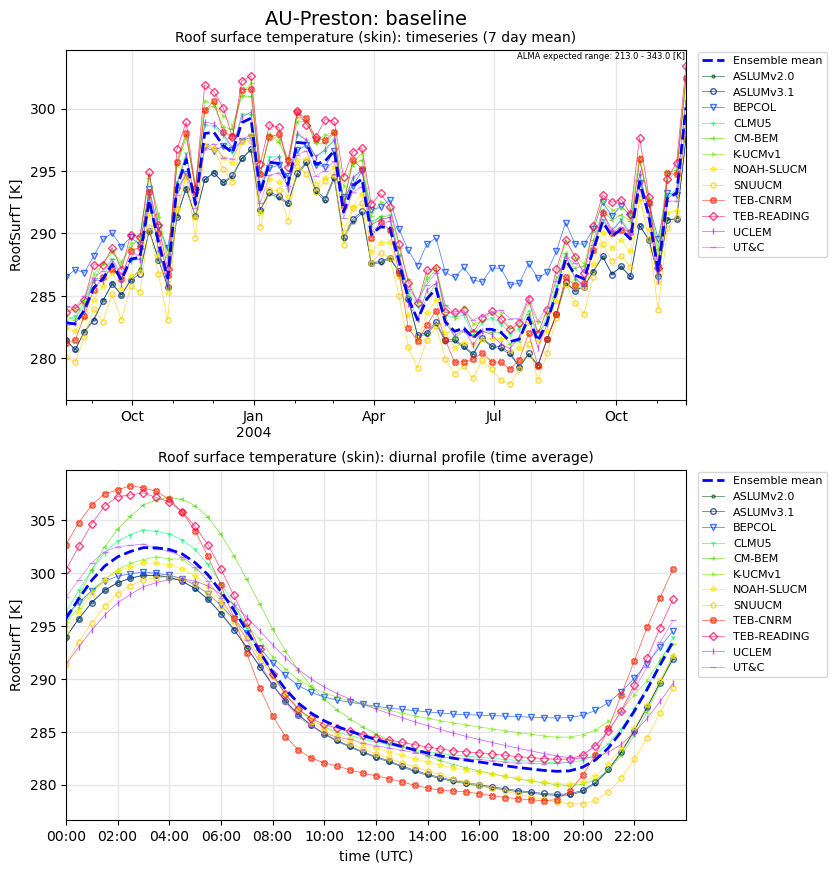 AU-Preston: baseline
Roof surface temperature (skin): timeseries (7 day mean)
ALMA expected range: 213.0 - 343.0 [K]
RoofSurfT [K]
300
295
290
285
280
Oct
Jan
2004
Apr
Jul
Oct
Ensemble mean
ASLUMv2.0
ASLUMv3.1
BEPCOL
CLMU5
CM-BEM
K-UCMv1
NOAH-SLUCM
SNUUCM
TEB-CNRM
TEB-READING
UCLEM
UT&C
Roof surface temperature (skin): diurnal profile (time average)
RoofSurfT [K]
305
300
295
290
285
280
00:00
02:00
04:00
06:00
08:00
10:00
12:00
14:00
16:00
18:00
20:00
22:00
time (UTC)
Ensemble mean
ASLUMv2.0
ASLUMv3.1
BEPCOL
CLMU5
CM-BEM
K-UCMv1
NOAH-SLUCM
SNUUCM
TEB-CNRM
TEB-READING
UCLEM
UT&C